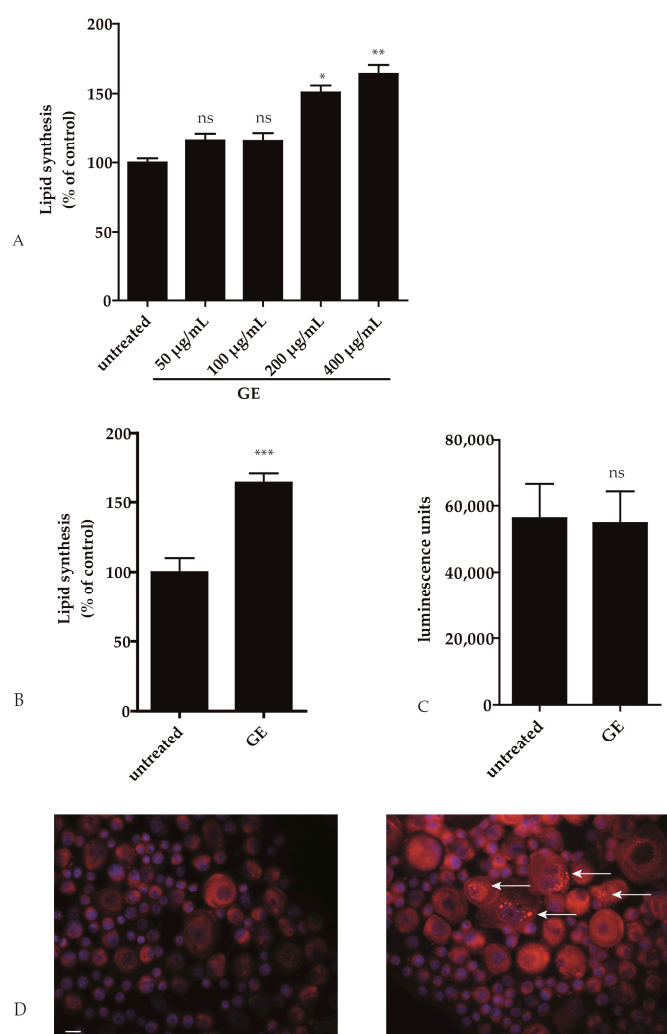 200
150
100
50
0
Lipid synthesis
(% of control)
ns
ns
*
**
A
untreated
50 µg/mL
100 µg/mL
200 µg/mL
400 µg/mL
GE
200
150
100
50
0
Lipid synthesis
(% of control)
***
B
untreated
GE
80,000
60,000
40,000
20,000
0
luminescence units
ns
C
untreated
GE
D